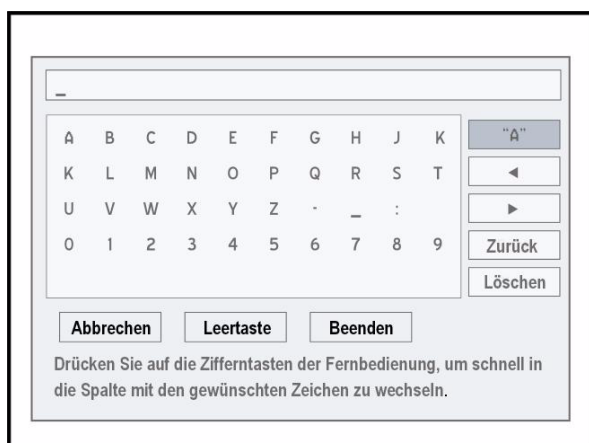 _
A B C D E F G H J K "A"
K L M N O P Q R S T ◄
U V W X Y Z - _ : ►
0 1 2 3 4 5 6 7 8 9 Zurück
Löschen
Abbrechen Leertaste Beenden
Drücken Sie auf die Zifferntasten der Fernbedienung, um schnell in
die Spalte mit den gewünschten Zeichen zu wechseln.